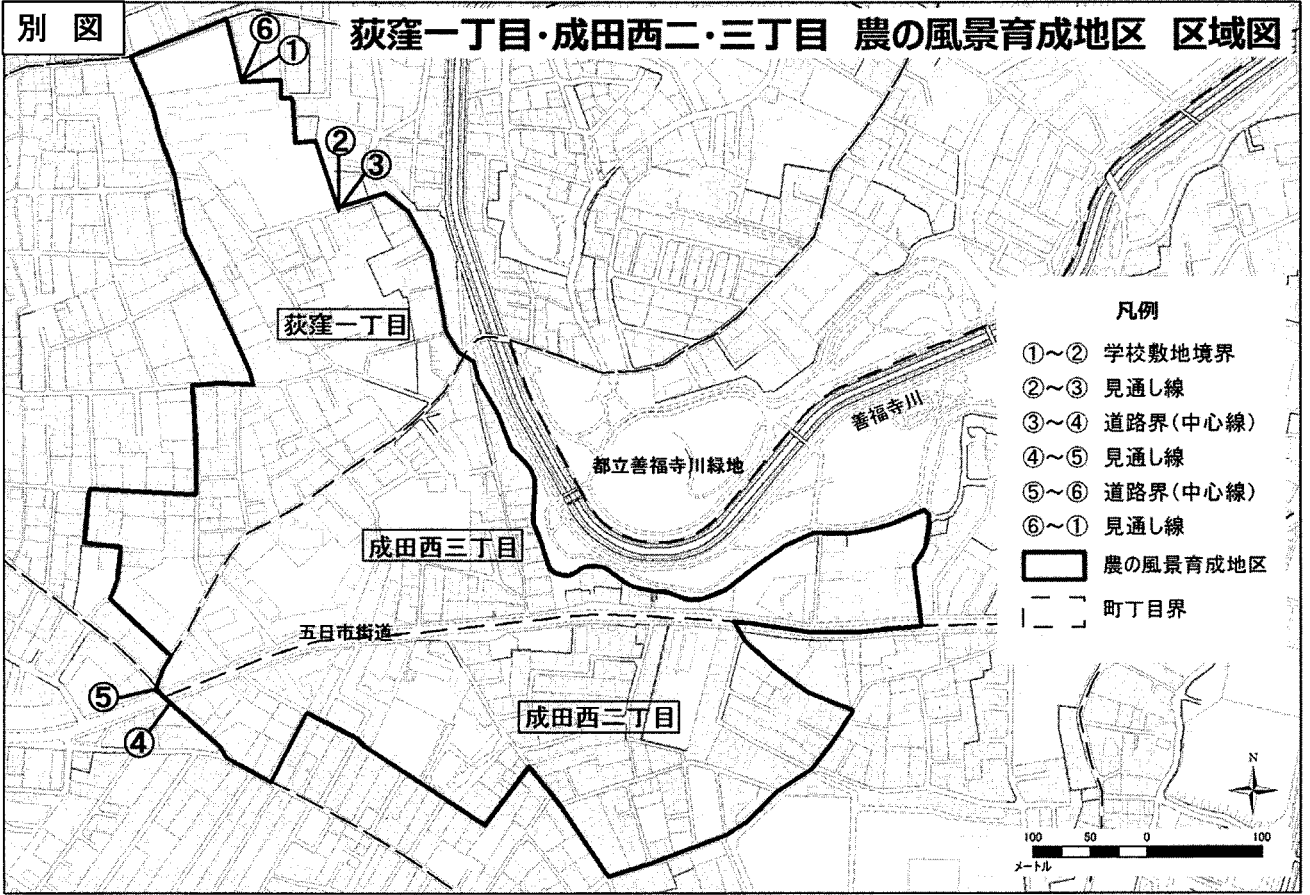 別図
荻窪一丁目・成田西二・三丁目 農の風景育成地区 区域図
⑥
①
②
③
荻窪一丁目
善福寺川
都立善福寺川緑地
成田西三丁目
五日市街道
⑤
④
成田西二丁目
凡例
①～② 学校敷地境界
②～③ 見通し線
③～④ 道路界(中心線)
④～⑤ 見通し線
⑤～⑥ 道路界(中心線)
⑥～① 見通し線
農の風景育成地区
町丁目界
N
100 50 0 100
メートル